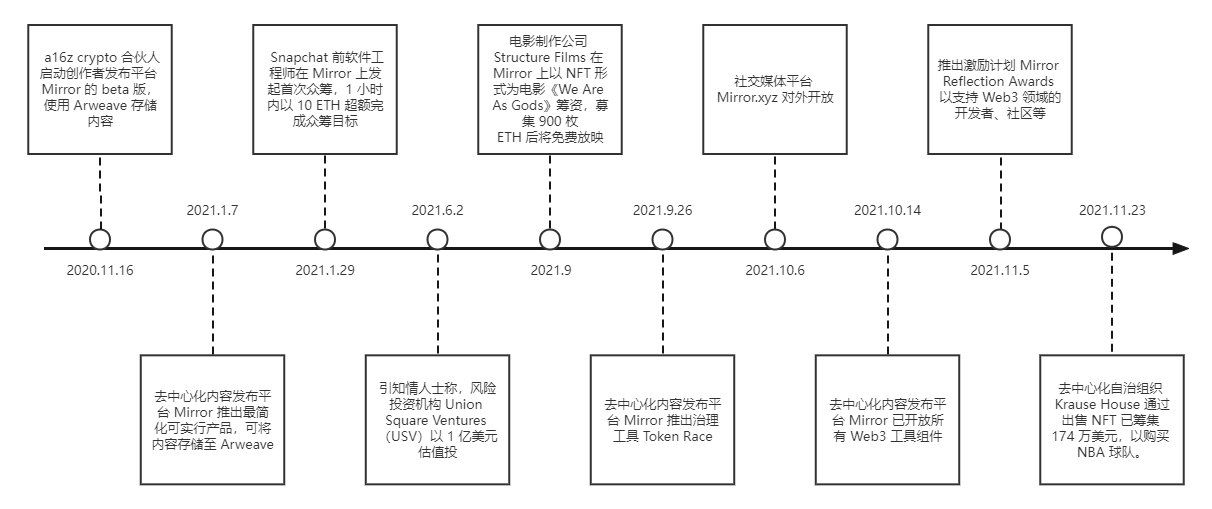 a16z crypto 合伙人
启动创作者发布平台
Mirror 的 beta 版，
使用 Arweave 存储
内容
Snapchat 前软件工
程师在 Mirror 上发
起首次众筹，1 小时
内以 10 ETH 超额完
成众筹目标
电影制作公司
Structure Films 在
Mirror 上以 NFT 形
式为电影《We Are
As Gods》筹资，募
集 900 枚
ETH 后将免费放映
社交媒体平台
Mirror.xyz 对外开放
推出激励计划 Mirror
Reflection Awards
以支持 Web3 领域的
开发者、社区等
2021.1.7
2021.6.2
2021.9.26
2021.10.14
2021.11.23
2020.11.16
2021.1.29
2021.9
2021.10.6
2021.11.5
去中心化内容发布平
台 Mirror 推出最简
化可实行产品，可将
内容存储至 Arweave
引知情人士称，风险
投资机构 Union
Square Ventures
（USV）以 1 亿美元
估值投
去中心化内容发布平
台 Mirror 推出治理
工具 Token Race
去中心化内容发布平
台 Mirror 已开放所
有 Web3 工具组件
去中心化自治组织
Krause House 通过
出售 NFT 已筹集
174 万美元，以购买
NBA 球队。